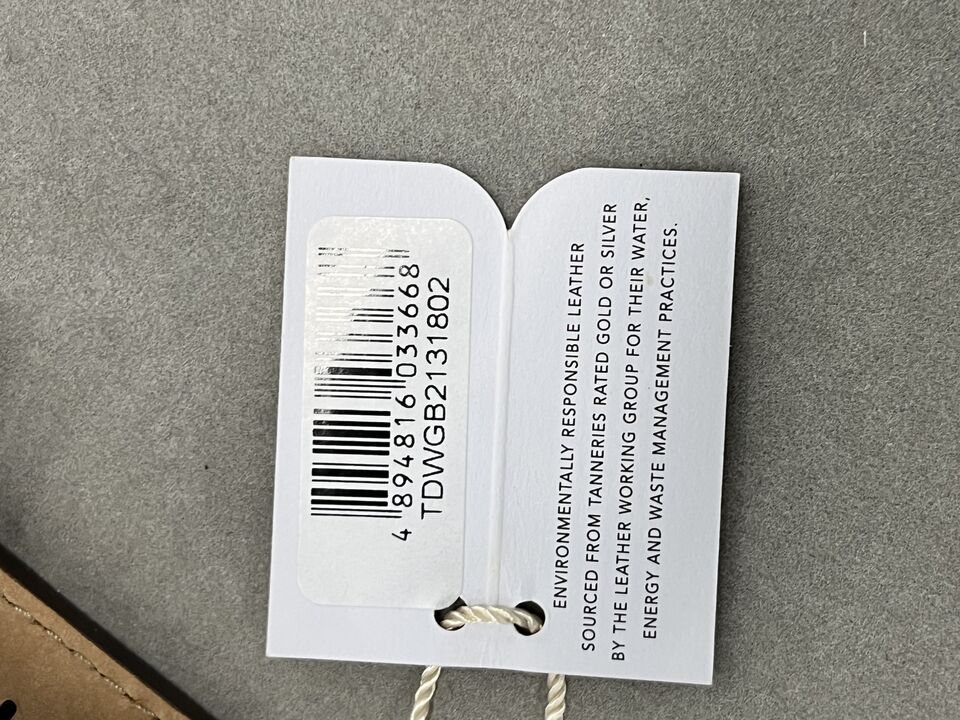 4 894816 033668
TDWGB2131802
ENVIRONMENTALLY RESPONSIBLE LEATHER
SOURCED FROM TANNERIES RATED GOLD OR SILVER
BY THE LEATHER WORKING GROUP FOR THEIR WATER,
ENERGY AND WASTE MANAGEMENT PRACTICES.